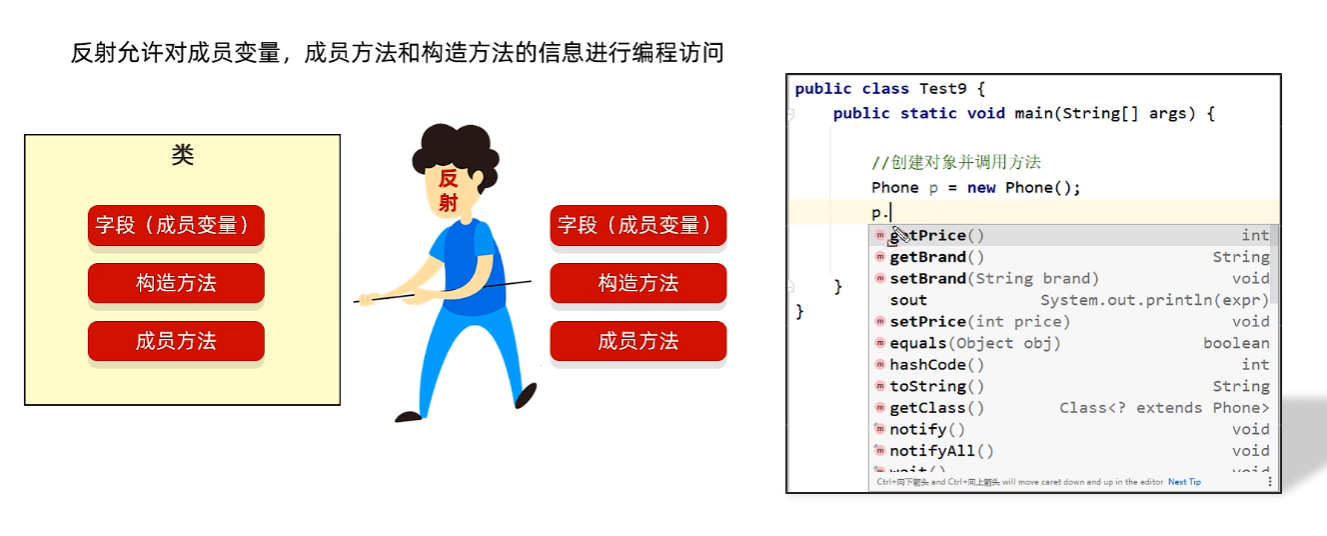 反射允许对成员变量，成员方法和构造方法的信息进行编程访问
类
字段（成员变量）
构造方法
成员方法
反
射
字段（成员变量）
构造方法
成员方法
public class Test9 {
public static void main(String[] args) {
//创建对象并调用方法
Phone p = new Phone();
p.
getPrice() int
getBrand() String
setBrand(String brand) void
sout System.out.println(expr)
setPrice(int price) void
equals(Object obj) boolean
hashCode() int
toString() String
getClass() Class<? extends Phone>
notify() void
notifyAll() void
wait() void
Ctrl+向下箭头 and Ctrl+向上箭头 will move caret down and up in the editor Next Tip
}
}